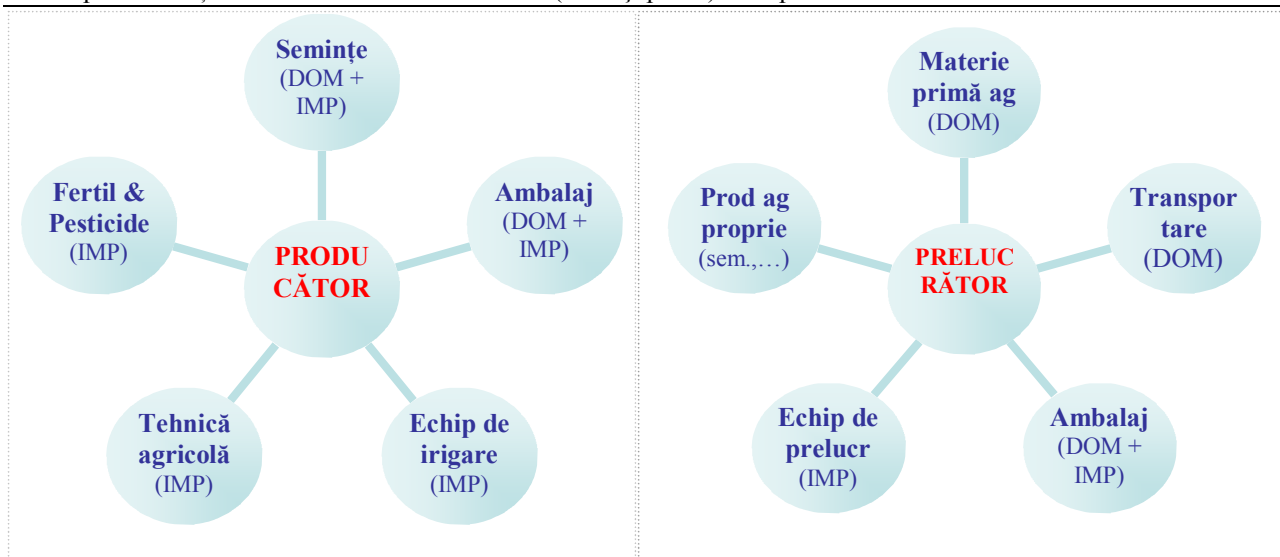 Semințe
(DOM +
IMP)
Fertil &
Pesticide
(IMP)
Ambalaj
(DOM +
IMP)
PRODU
CĂTOR
Tehnică
agricolă
(IMP)
Echip de
irigare
(IMP)
Materie
primă ag
(DOM)
Prod ag
proprie
(sem.,…)
Transpor
tare
(DOM)
PRELUC
RĂTOR
Echip de
prelucr
(IMP)
Ambalaj
(DOM +
IMP)